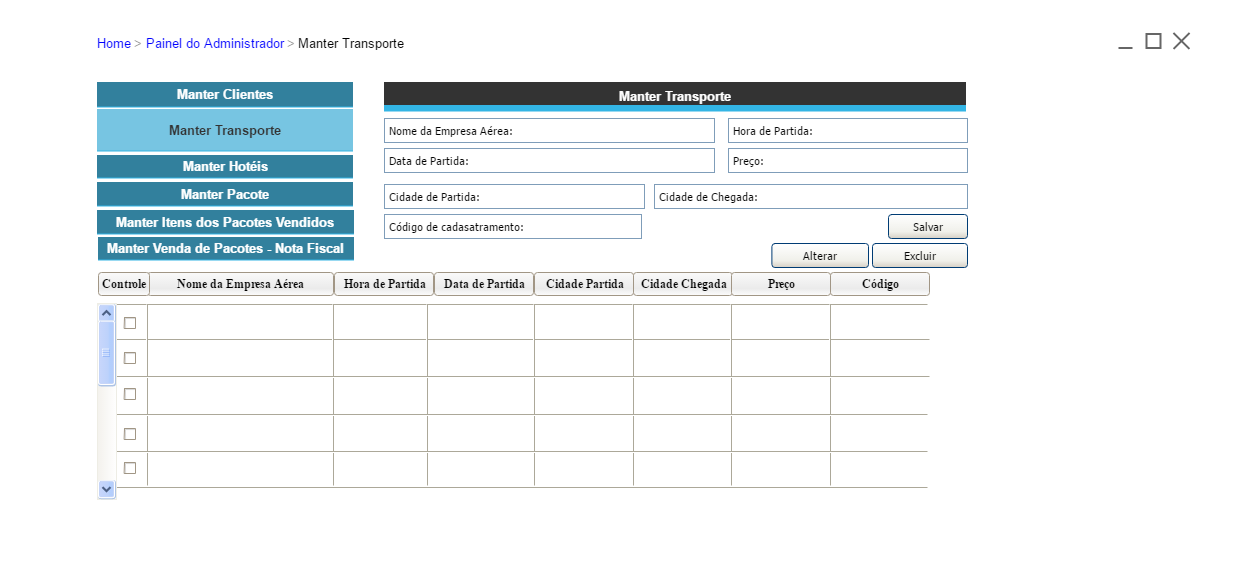 Home > Painel do Administrador > Manter Transporte
Manter Clientes
Manter Transporte
Manter Hotéis
Manter Pacote
Manter Itens dos Pacotes Vendidos
Manter Venda de Pacotes - Nota Fiscal
Manter Transporte
Nome da Empresa Aérea:
Hora de Partida:
Data de Partida:
Preço:
Cidade de Partida:
Cidade de Chegada:
Código de cadasatramento:
Salvar
Alterar
Excluir
Controle Nome da Empresa Aérea Hora de Partida Data de Partida Cidade Partida Cidade Chegada Preço Código